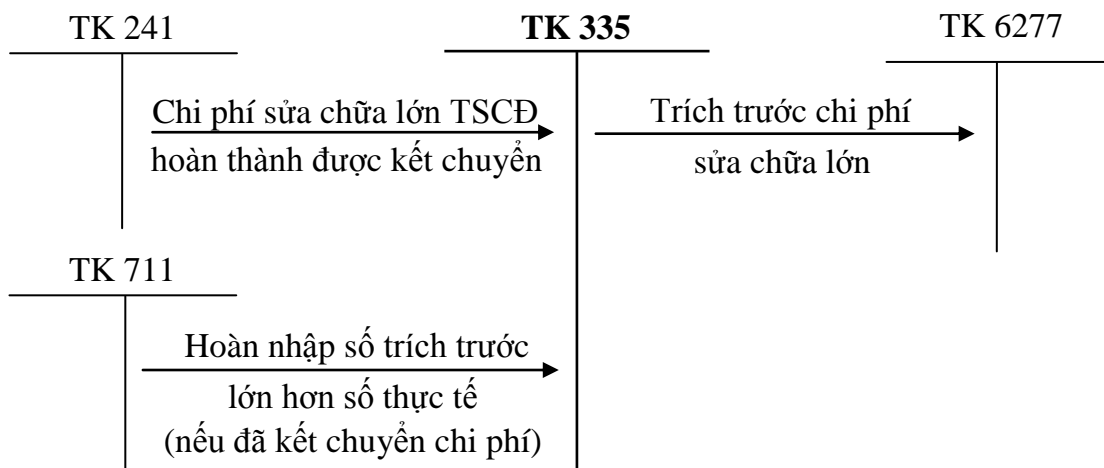 TK 241
TK 335
TK 6277
Chi phí sửa chữa lớn TSCĐ
hoàn thành được kết chuyển
Trích trước chi phí
sửa chữa lớn
TK 711
Hoàn nhập số trích trước
lớn hơn số thực tế
(nếu đã kết chuyển chi phí)